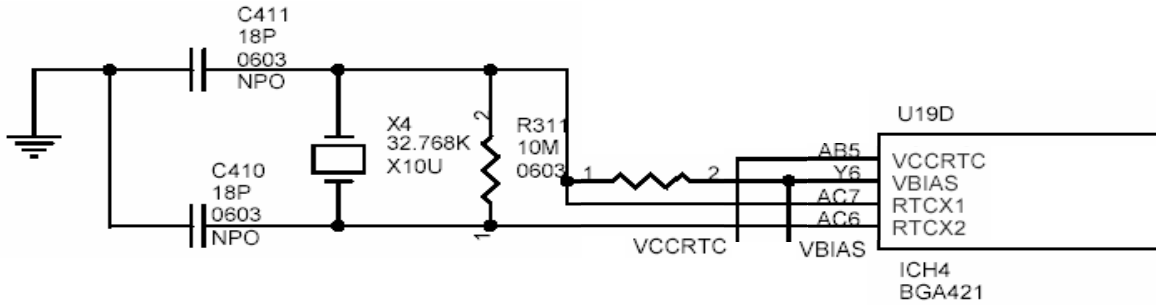 C411
18P
0603
NPO
X4
32.768K
X10U
2
R311
10M
0603
1
C410
18P
0603
NPO
1
2
VCCRTC
VBIAS
U19D
AB5
VCCRTC
Y6
VBIAS
AC7
RTCX1
AC6
RTCX2
ICH4
BGA421